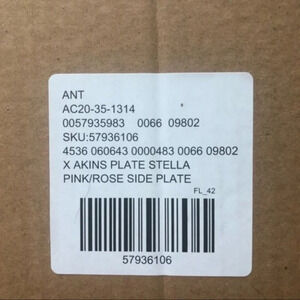 ANT
AC20-35-1314
0057935983 0066 09802
SKU:57936106
4536 060643 0000483 0066 09802
X AKINS PLATE STELLA
PINK/ROSE SIDE PLATE
FL_42
57936106